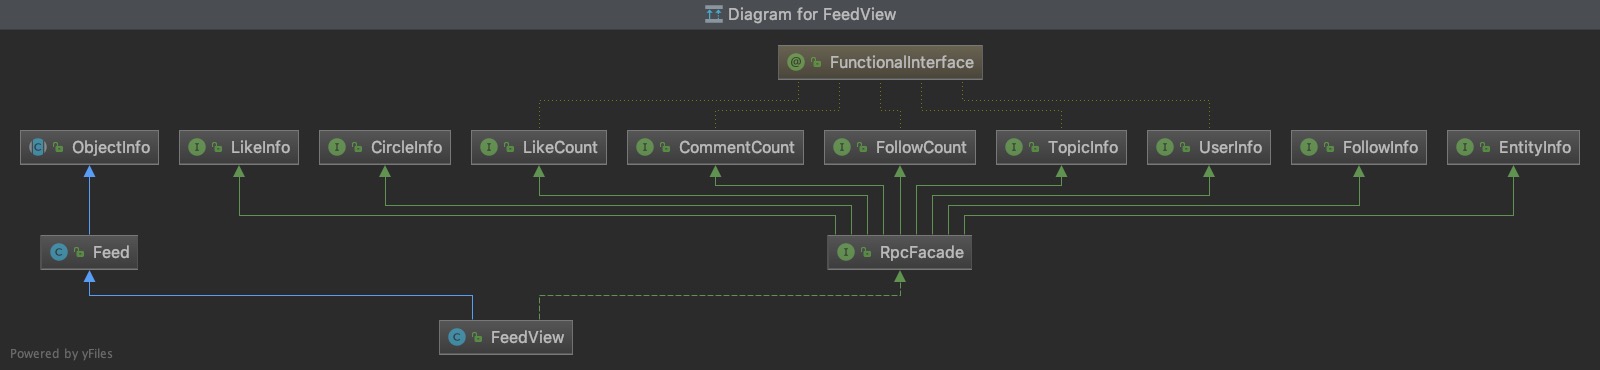 Diagram for FeedView
@ FunctionalInterface
C ObjectInfo
I LikeInfo
I CircleInfo
I LikeCount
I CommentCount
I FollowCount
I TopicInfo
I UserInfo
I FollowInfo
I EntityInfo
C Feed
I RpcFacade
C FeedView
Powered by yFiles